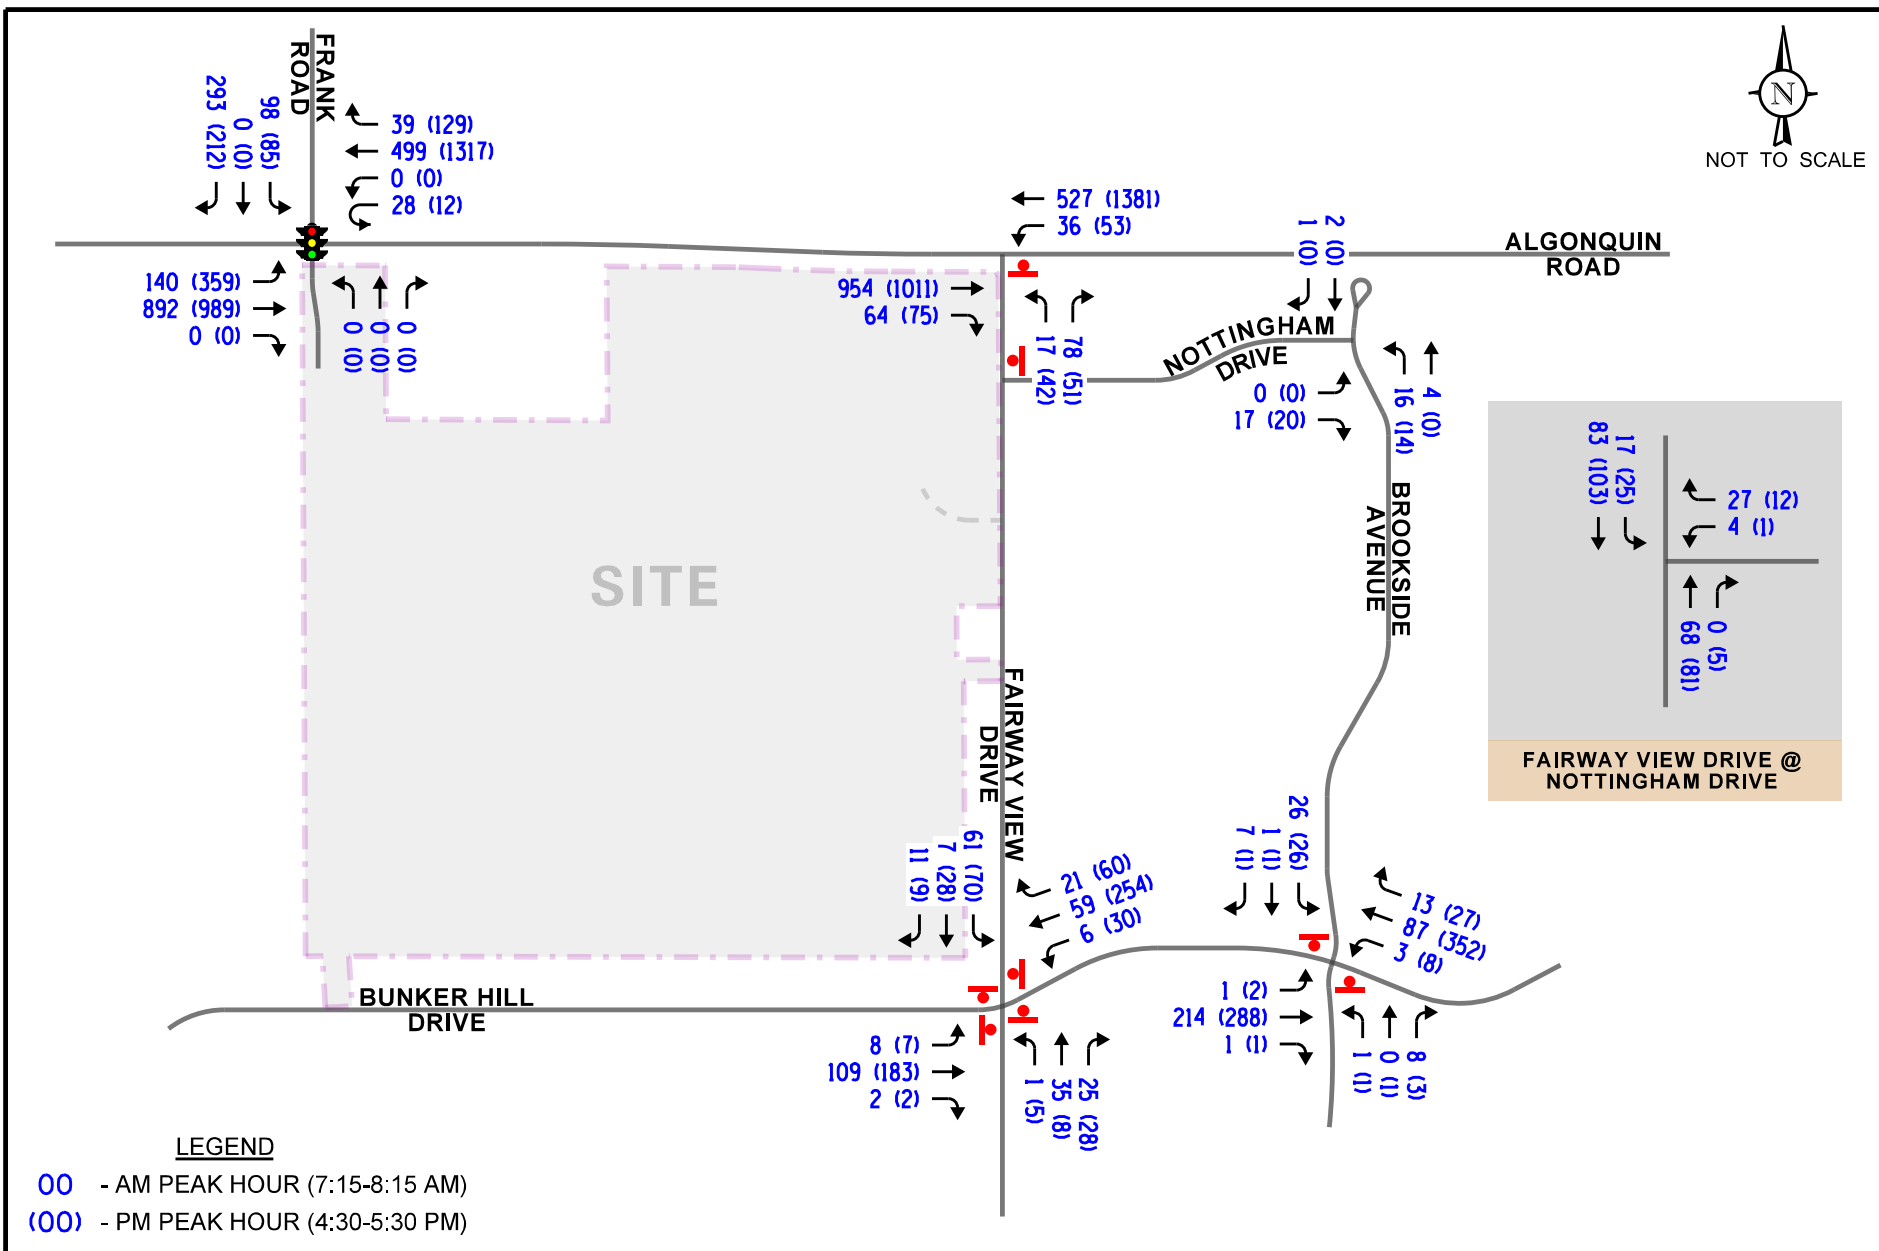 FRANK
ROAD
293 (212)
0 (0)
98 (85)
39 (129)
499 (1317)
0 (0)
28 (12)
140 (359)
892 (989)
0 (0)
0 (0)
0 (0)
0 (0)
N
NOT TO SCALE
527 (1381)
36 (53)
954 (1011)
64 (75)
17 (42)
78 (51)
ALGONQUIN
ROAD
1 (0)
2 (0)
NOTTINGHAM
DRIVE
0 (0)
17 (20)
16 (14)
4 (0)
BROOKSIDE
AVENUE
83 (103)
17 (25)
27 (12)
4 (1)
68 (81)
0 (5)
FAIRWAY VIEW DRIVE @
NOTTINGHAM DRIVE
SITE
FAIRWAY VIEW
DRIVE
11 (9)
7 (28)
61 (70)
21 (60)
59 (254)
6 (30)
7 (1)
1 (1)
26 (26)
13 (27)
87 (352)
3 (8)
BUNKER HILL
DRIVE
8 (7)
109 (183)
2 (2)
1 (5)
35 (8)
25 (28)
1 (2)
214 (288)
1 (1)
1 (1)
0 (1)
8 (3)
LEGEND
00 - AM PEAK HOUR (7:15-8:15 AM)
(00) - PM PEAK HOUR (4:30-5:30 PM)